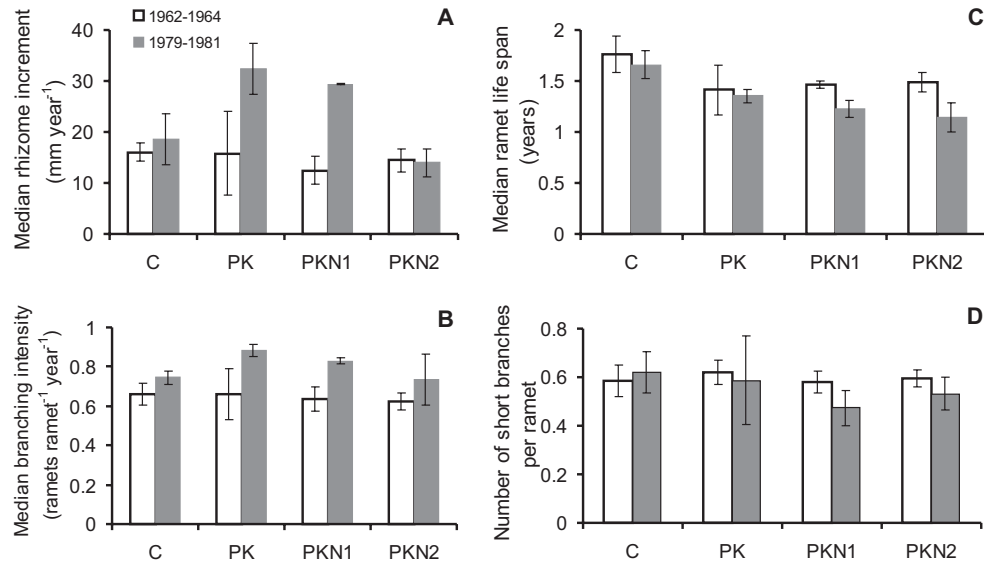 A
1962-1964
1979-1981
Median rhizome increment
(mm year-1)
40
30
20
10
0
C PK PKN1 PKN2
C
Median ramet life span
(years)
2
1.5
1
0.5
0
C PK PKN1 PKN2
B
Median branching intensity
(ramets ramet-1 year-1)
1
0.8
0.6
0.4
0.2
0
C PK PKN1 PKN2
D
Number of short branches
per ramet
0.8
0.6
0.4
0.2
0
C PK PKN1 PKN2